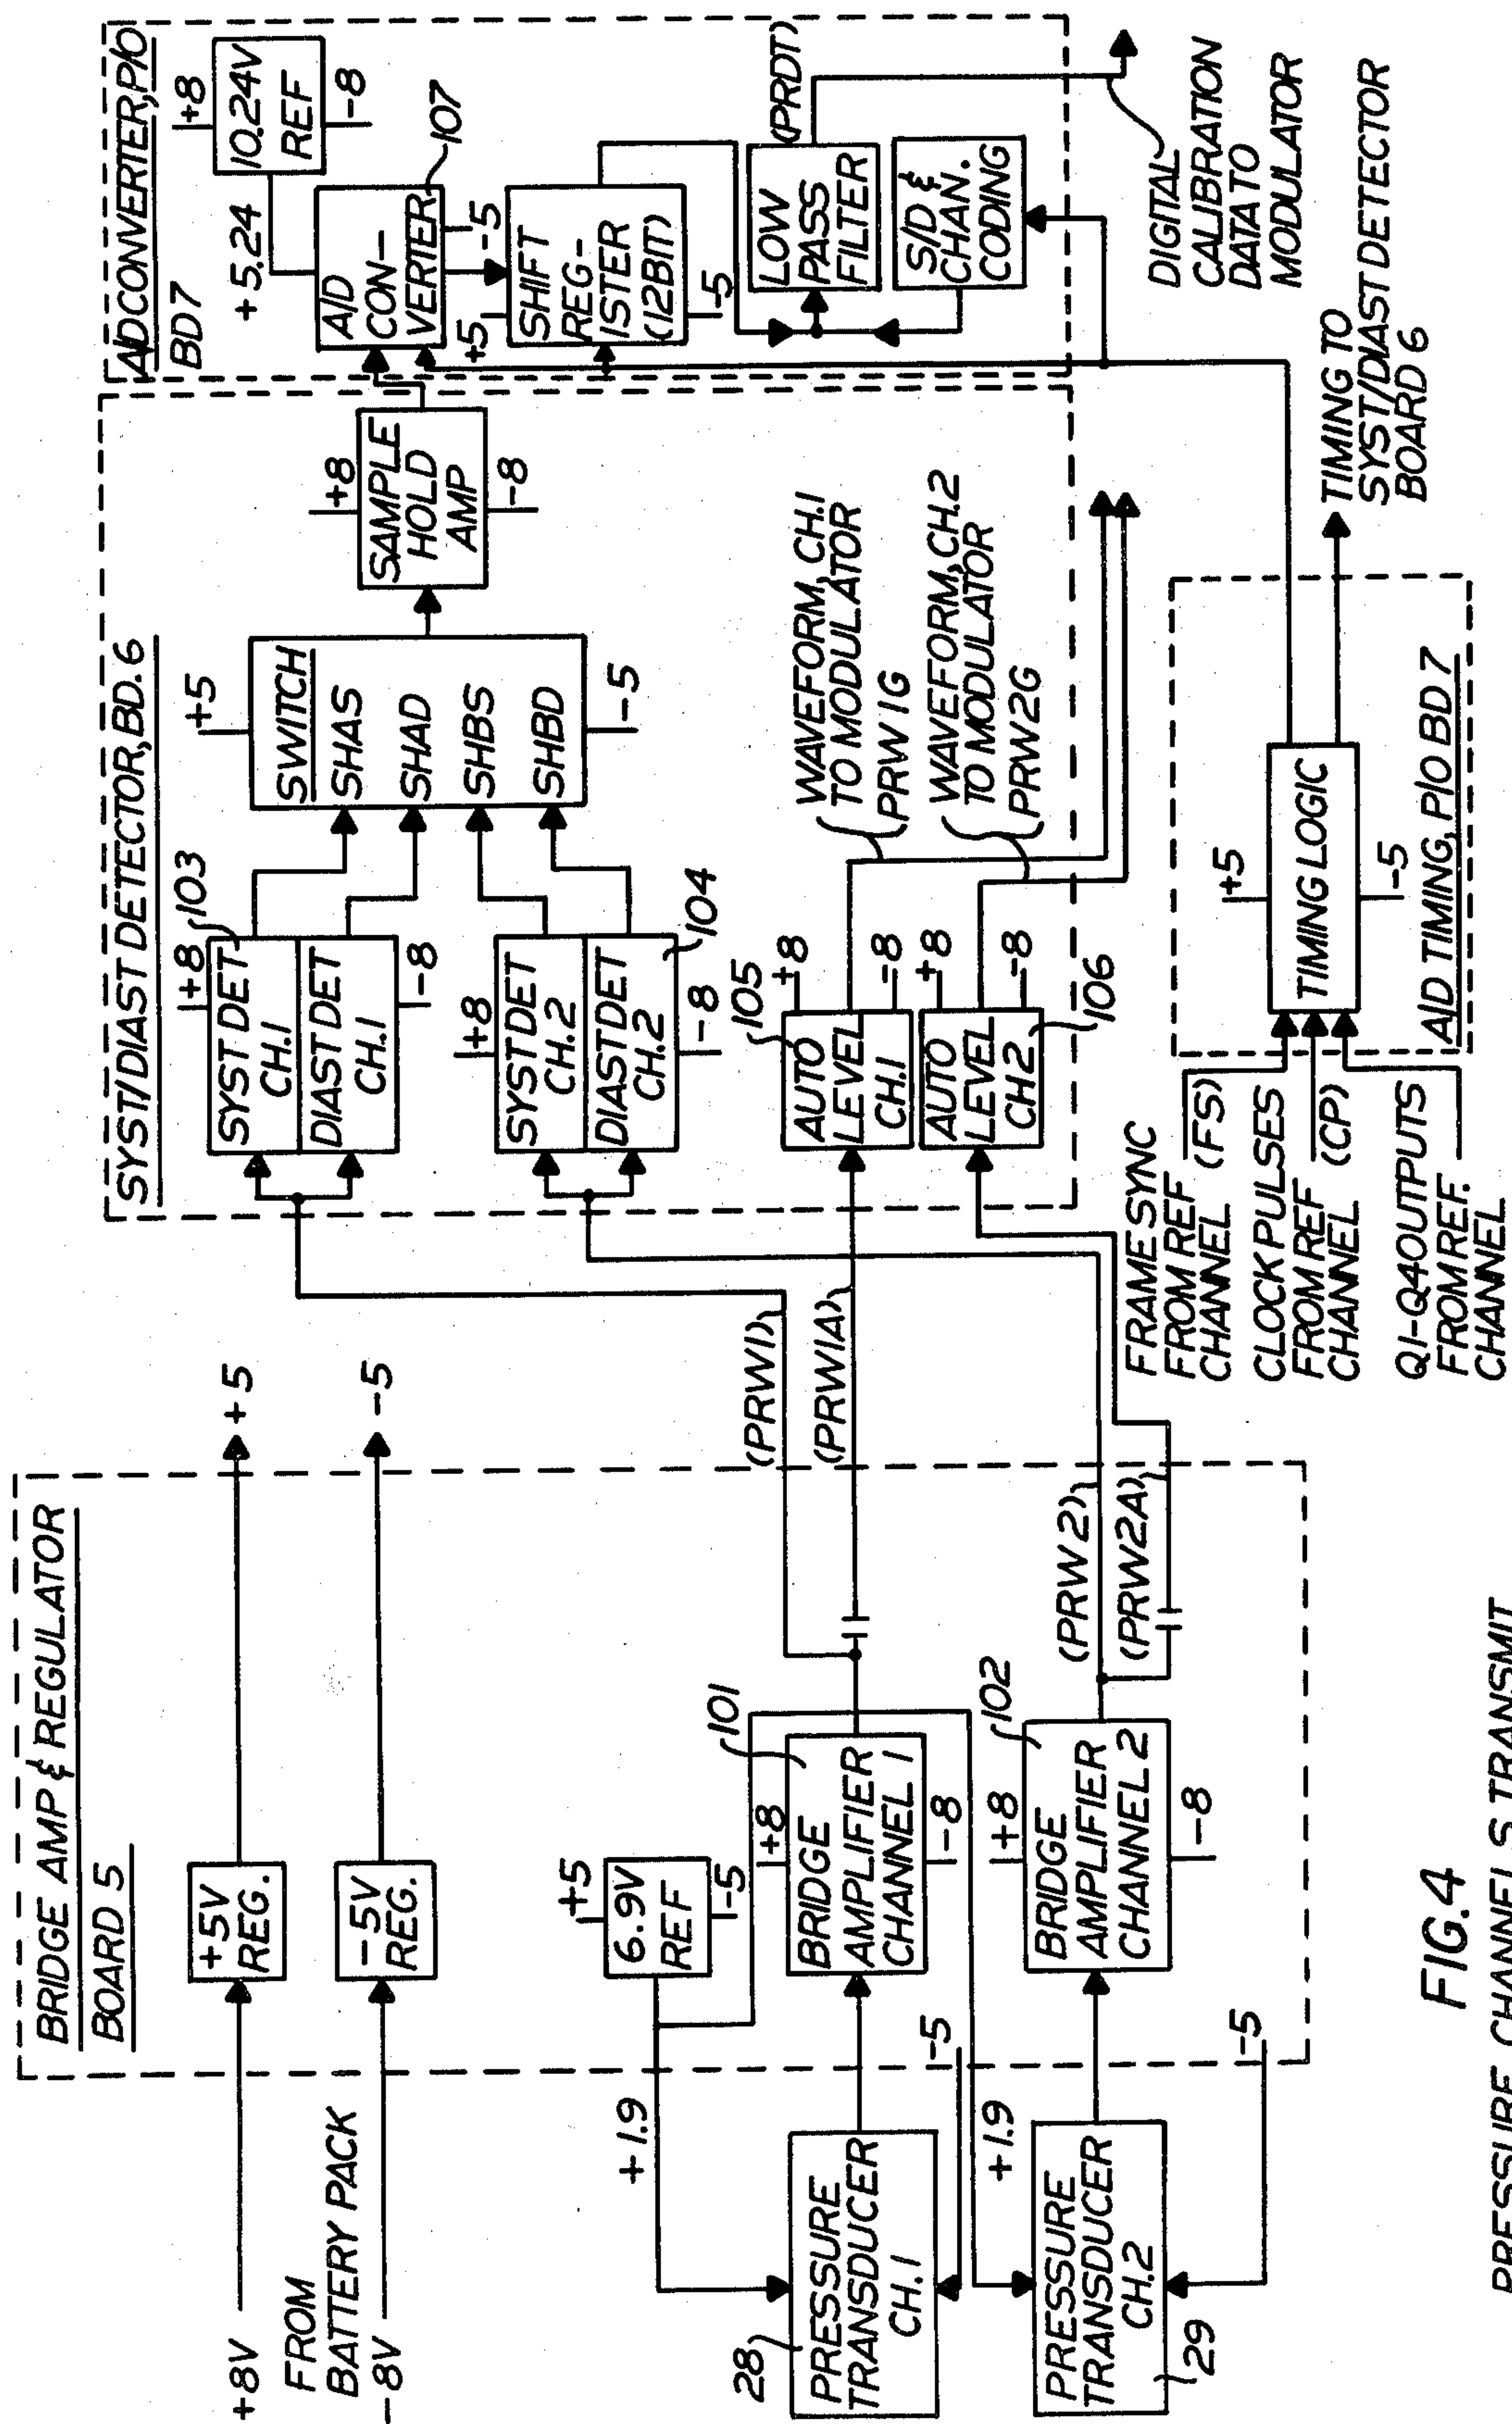 BRIDGE AMP & REGULATOR
BOARD 5
+8V
FROM
BATTERY PACK
-8V
+5V
REG.
-5V
REG.
+5
-5
+1.9
6.9V
REF
+5
-5
28
PRESSURE
TRANSDUCER
CH.1
-5
+1.9
PRESSURE
TRANSDUCER
CH.2
29
-5
101
+8
BRIDGE
AMPLIFIER
CHANNEL 1
-8
102
+8
BRIDGE
AMPLIFIER
CHANNEL 2
-8
(PRW1)
(PRW1A)
(PRW 2)
(PRW2A)
SYST/DIAST DETECTOR, BD. 6
+8
103
SYST DET
CH.1
DIAST DET
CH.1
-8
+8
SYST DET
CH.2
DIAST DET
CH.2
104
-8
105
AUTO
LEVEL
CH.1
+8
-8
AUTO
LEVEL
CH 2
+8
-8
106
+5
SWITCH
SHAS
SHAD
SHBS
SHBD
-5
+8
SAMPLE
HOLD
AMP
-8
WAVEFORM, CH.1
TO MODULATOR
PRW 1G
WAVEFORM, CH.2
TO MODULATOR
PRW2G
A/D CONVERTER, P/O
BD 7
+8
10.24V
REF
-8
+5.24
A/D
CON-
VERTER
107
-5
+5
SHIFT
REG-
ISTER
(12BIT)
-5
LOW
PASS
FILTER
(PRDT)
S/D &
CHAN.
CODING
DIGITAL
CALIBRATION
DATA TO
MODULATOR
FRAME SYNC
FROM REF
CHANNEL (FS)
CLOCK PULSES
FROM REF
CHANNEL (CP)
Q1-Q4 OUTPUTS
FROM REF.
CHANNEL
+5
TIMING LOGIC
-5
A/D TIMING, P/O BD 7
TIMING TO
SYST/DIAST DETECTOR
BOARD 6
FIG.4
PRESSURE CHANNELS TRANSMIT